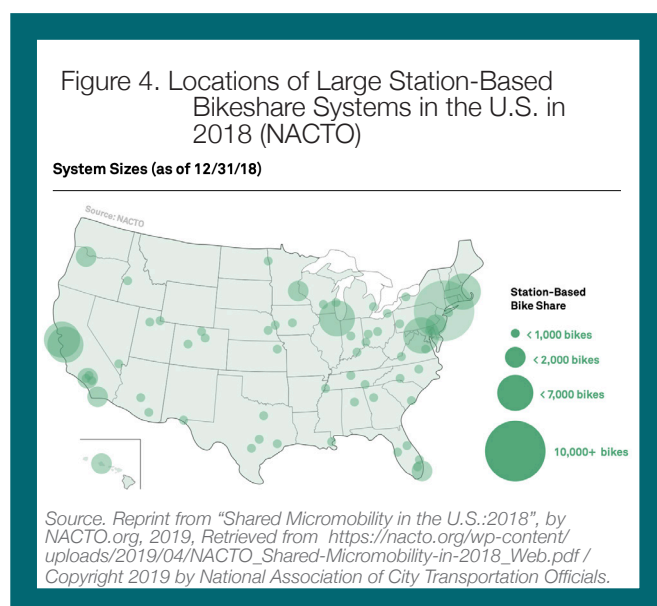 Figure 4. Locations of Large Station-Based
Bikeshare Systems in the U.S. in
2018 (NACTO)
System Sizes (as of 12/31/18)
Source: NACTO
Station-Based
Bike Share
< 1,000 bikes
< 2,000 bikes
< 7,000 bikes
10,000+ bikes
Source. Reprint from “Shared Micromobility in the U.S.:2018”, by
NACTO.org, 2019, Retrieved from https://nacto.org/wp-content/
uploads/2019/04/NACTO_Shared-Micromobility-in-2018_Web.pdf /
Copyright 2019 by National Association of City Transportation Officials.